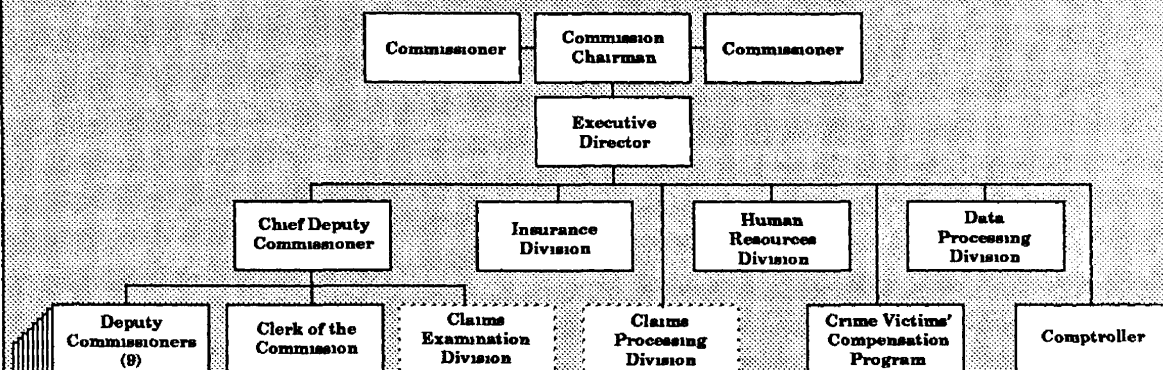 Commissioner
Commission
Chairman
Commissioner
Executive
Director
Chief Deputy
Commissioner
Insurance
Division
Human
Resources
Division
Data
Processing
Division
Deputy
Commissioners
(9)
Clerk of the
Commission
Claims
Examination
Division
Claims
Processing
Division
Crime Victims'
Compensation
Program
Comptroller